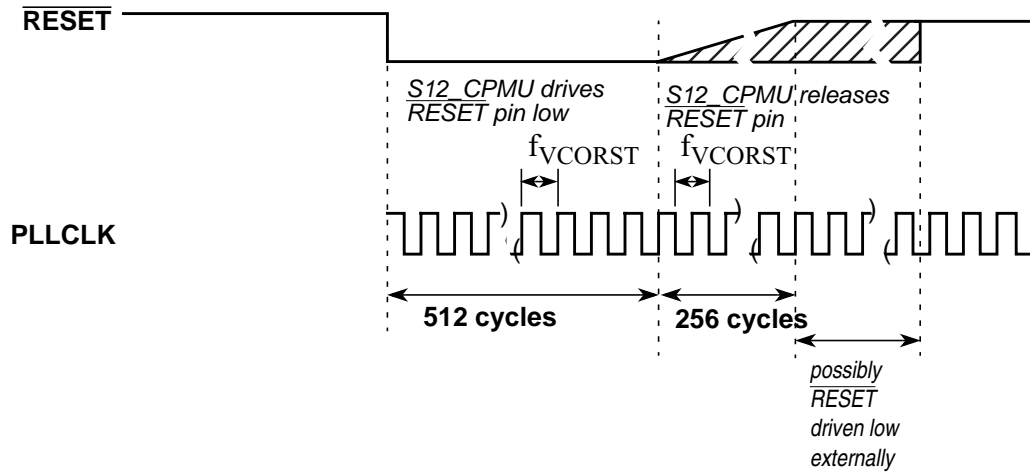 RESET
S12_CPMU drives
RESET pin low
S12_CPMU releases
RESET pin
fVCORST
fVCORST
PLLCLK
512 cycles
256 cycles
possibly
RESET
driven low
externally